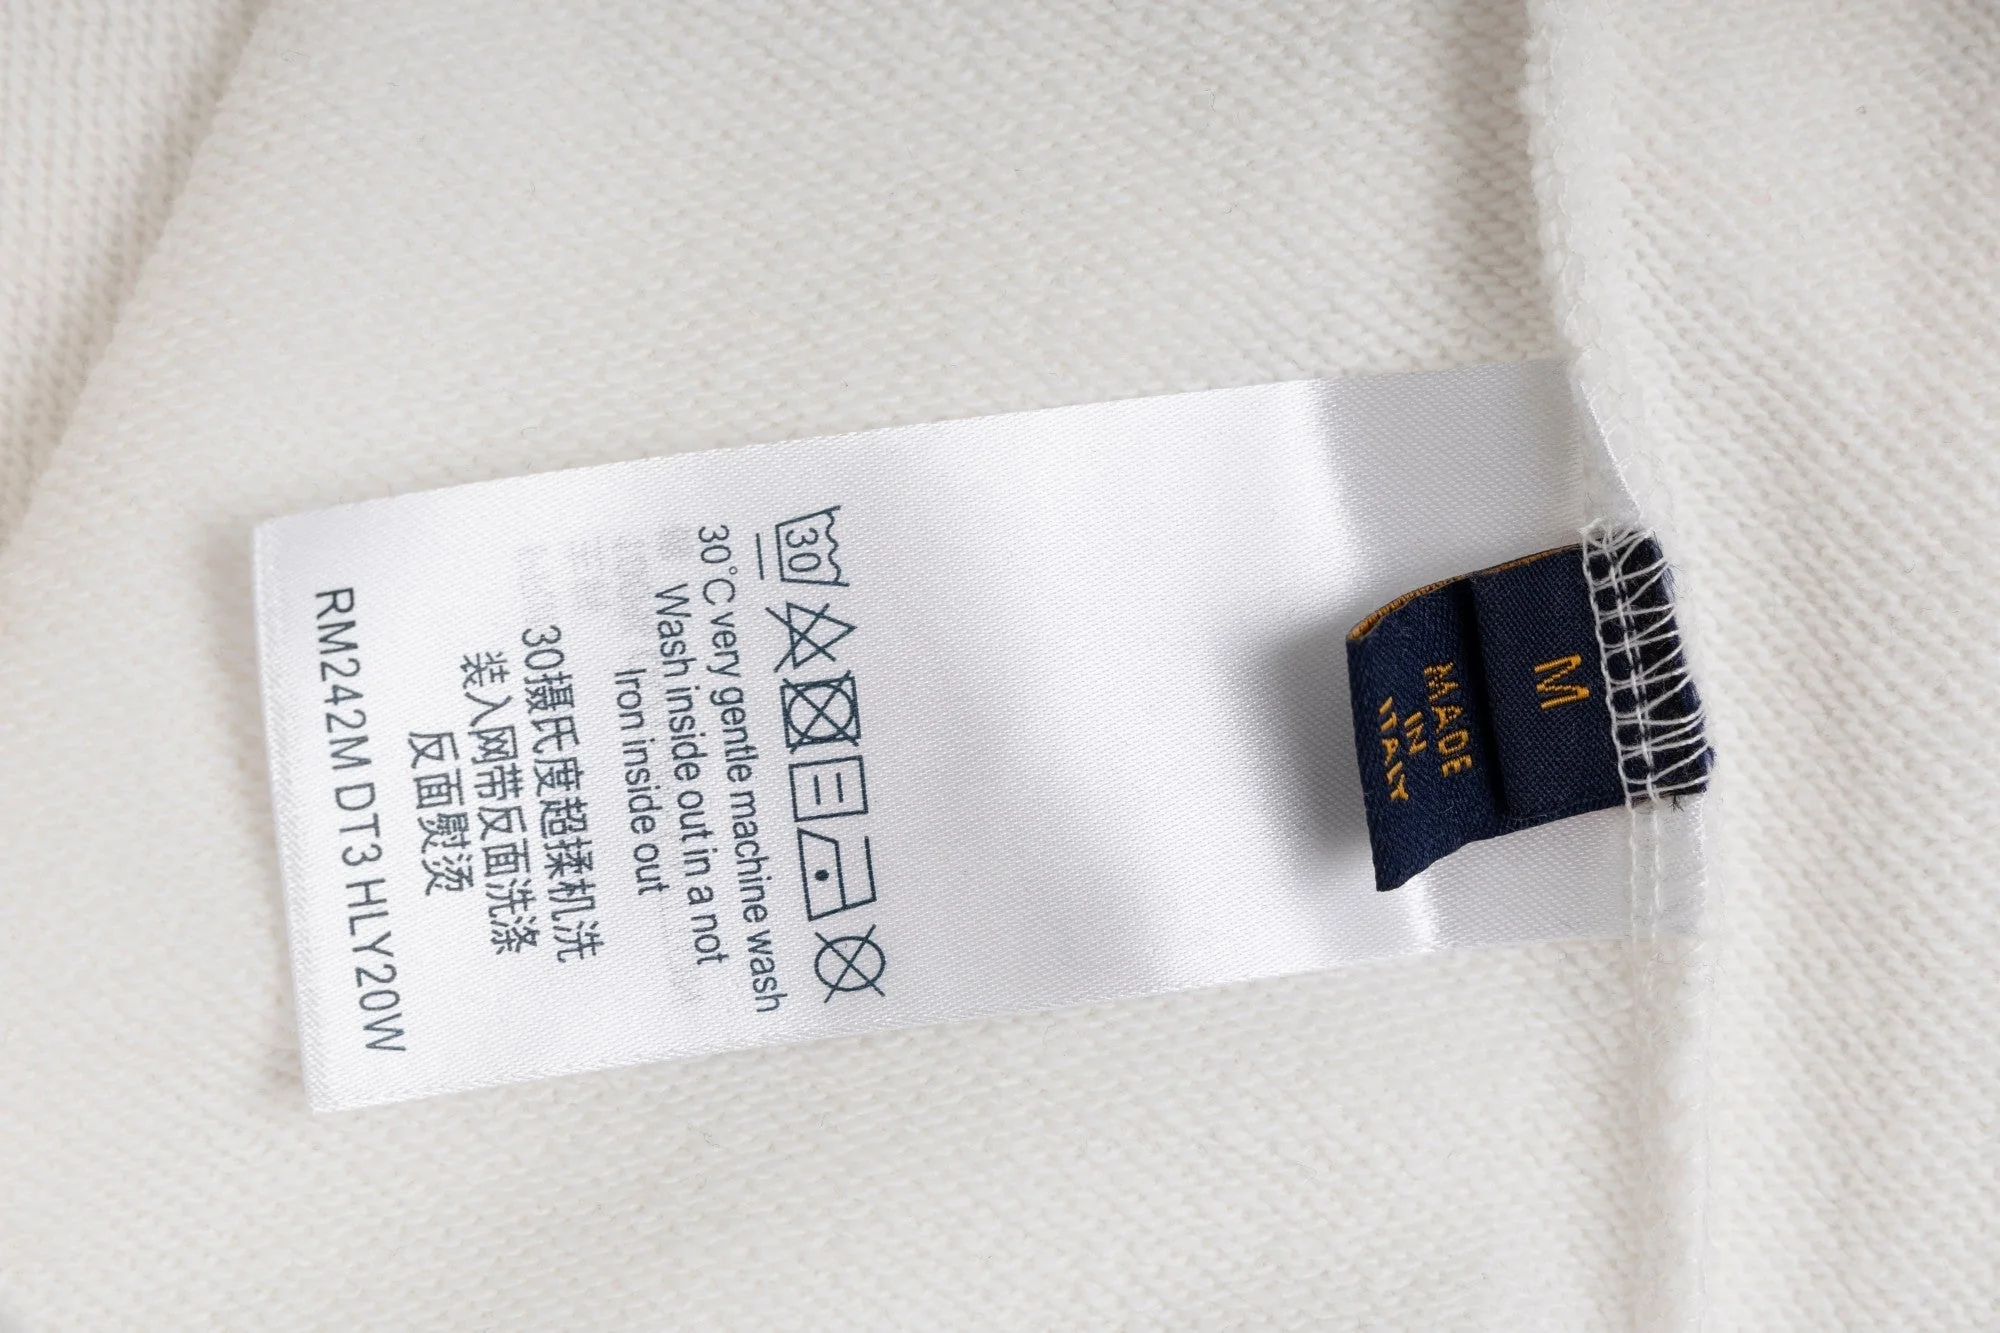 30
30°C very gentle machine wash
Wash inside out in a not
Iron inside out
30摄氏度超揉机洗
装入网带反面洗涤
反面熨烫
RM242M DT3 HLY20W
M
MADE
IN
ITALY